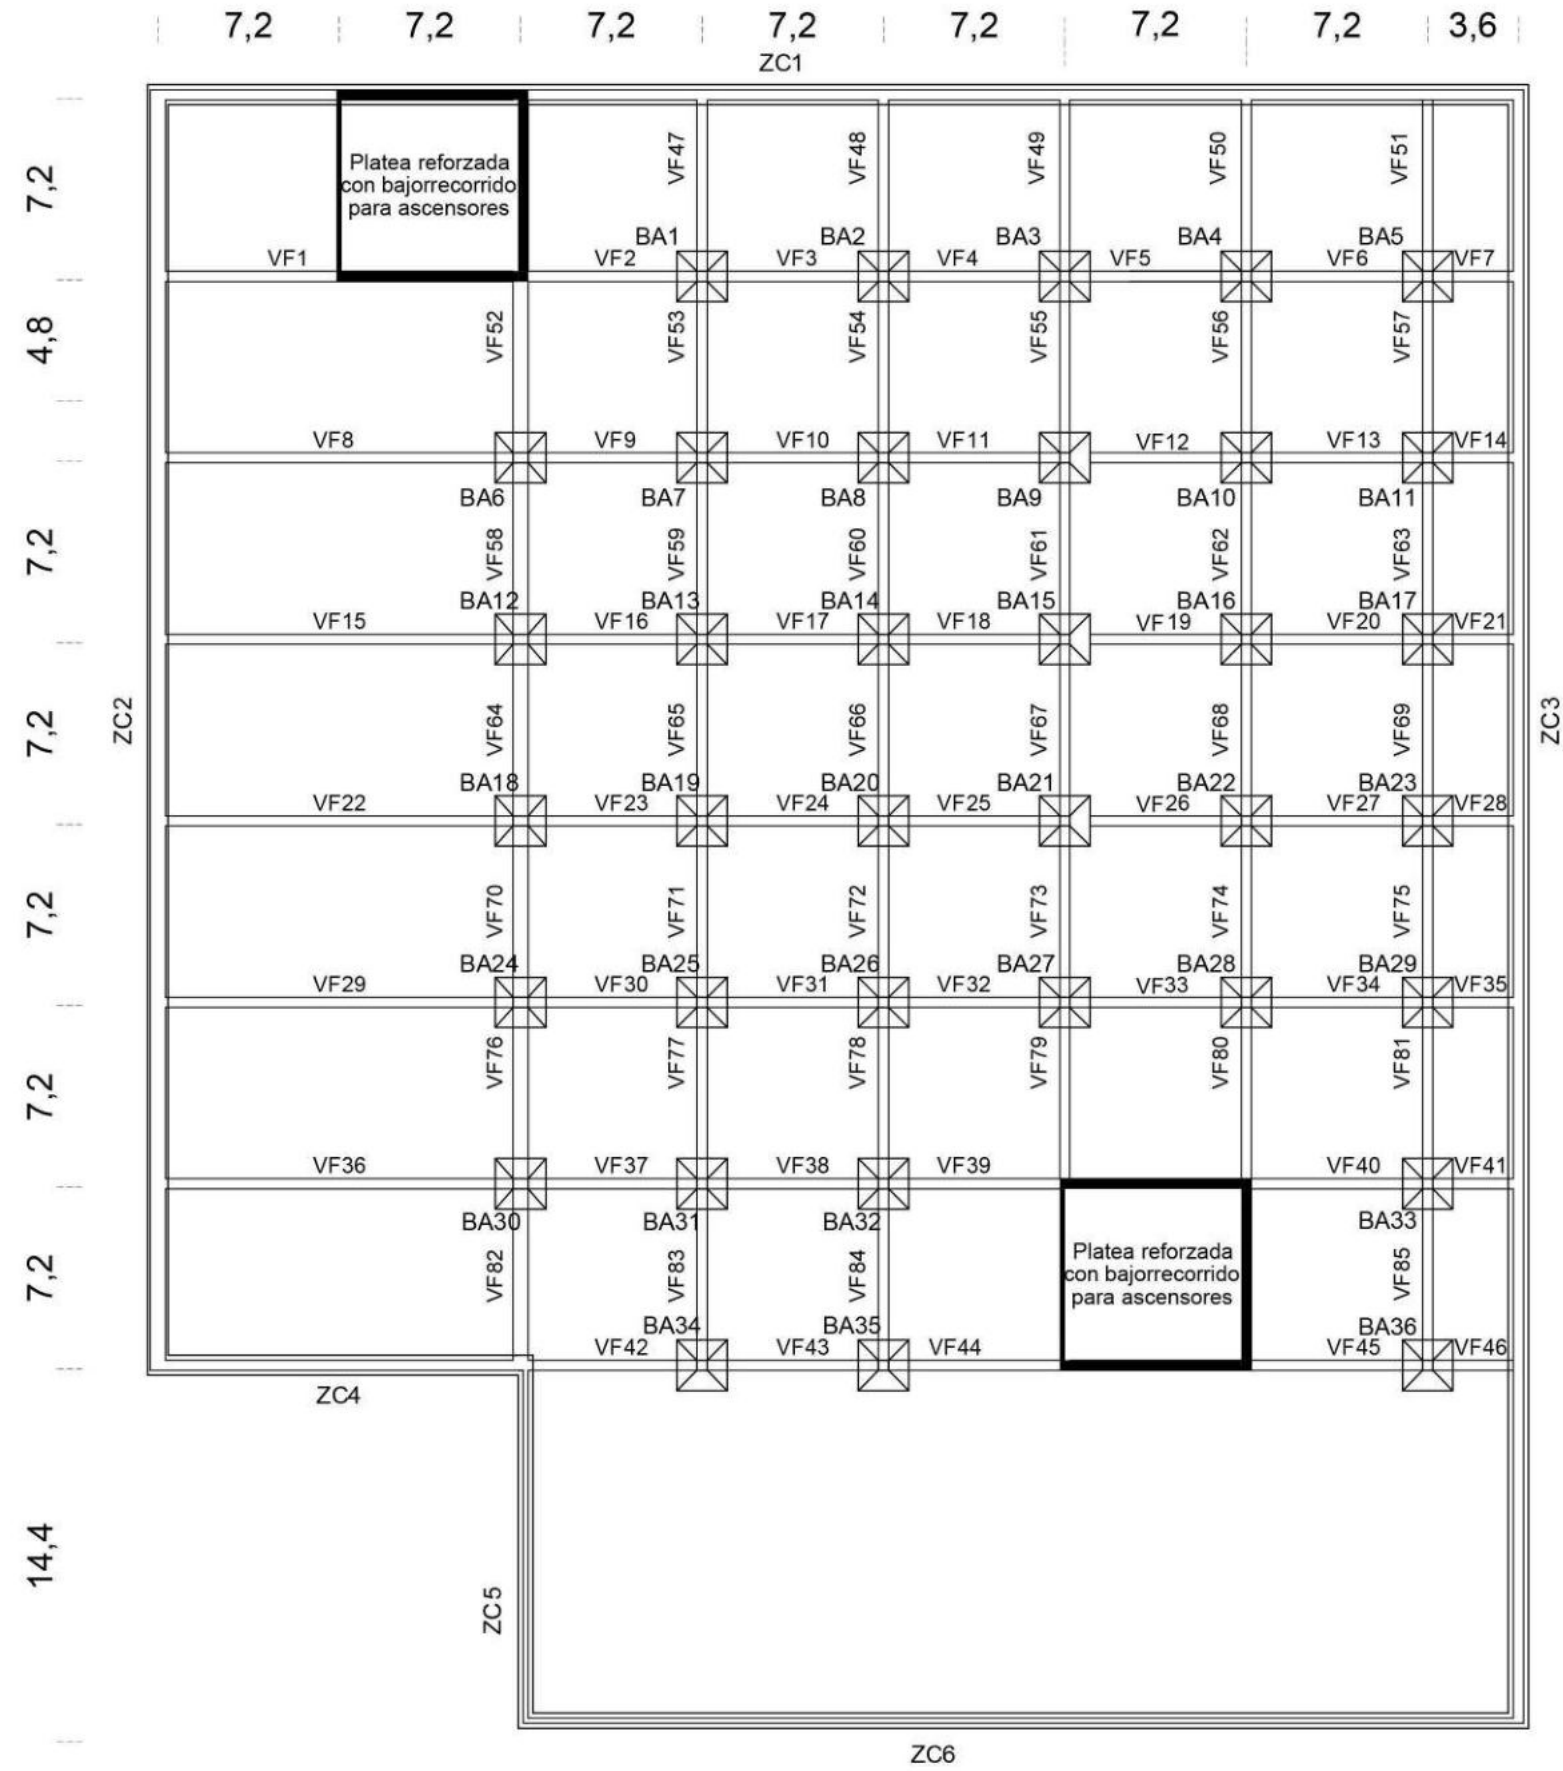 7,2 7,2 7,2 7,2 7,2 7,2 7,2 3,6
ZC1
7,2
Platea reforzada
con bajorrecorrido
para ascensores
VF47 VF48 VF49 VF50 VF51
BA1 BA2 BA3 BA4 BA5
VF1 VF2 VF3 VF4 VF5 VF6 VF7
4,8
VF52 VF53 VF54 VF55 VF56 VF57
VF8 VF9 VF10 VF11 VF12 VF13 VF14
BA6 BA7 BA8 BA9 BA10 BA11
7,2
VF58 VF59 VF60 VF61 VF62 VF63
BA12 BA13 BA14 BA15 BA16 BA17
VF15 VF16 VF17 VF18 VF19 VF20 VF21
7,2
ZC2
VF64 VF65 VF66 VF67 VF68 VF69
ZC3
BA18 BA19 BA20 BA21 BA22 BA23
VF22 VF23 VF24 VF25 VF26 VF27 VF28
7,2
VF70 VF71 VF72 VF73 VF74 VF75
BA24 BA25 BA26 BA27 BA28 BA29
VF29 VF30 VF31 VF32 VF33 VF34 VF35
7,2
VF76 VF77 VF78 VF79 VF80 VF81
VF36 VF37 VF38 VF39 VF40 VF41
BA30 BA31 BA32 BA33
7,2
VF82 VF83 VF84 VF85
Platea reforzada
con bajorrecorrido
para ascensores
BA34 BA35 BA36
VF42 VF43 VF44 VF45 VF46
ZC4
14,4
ZC5
ZC6